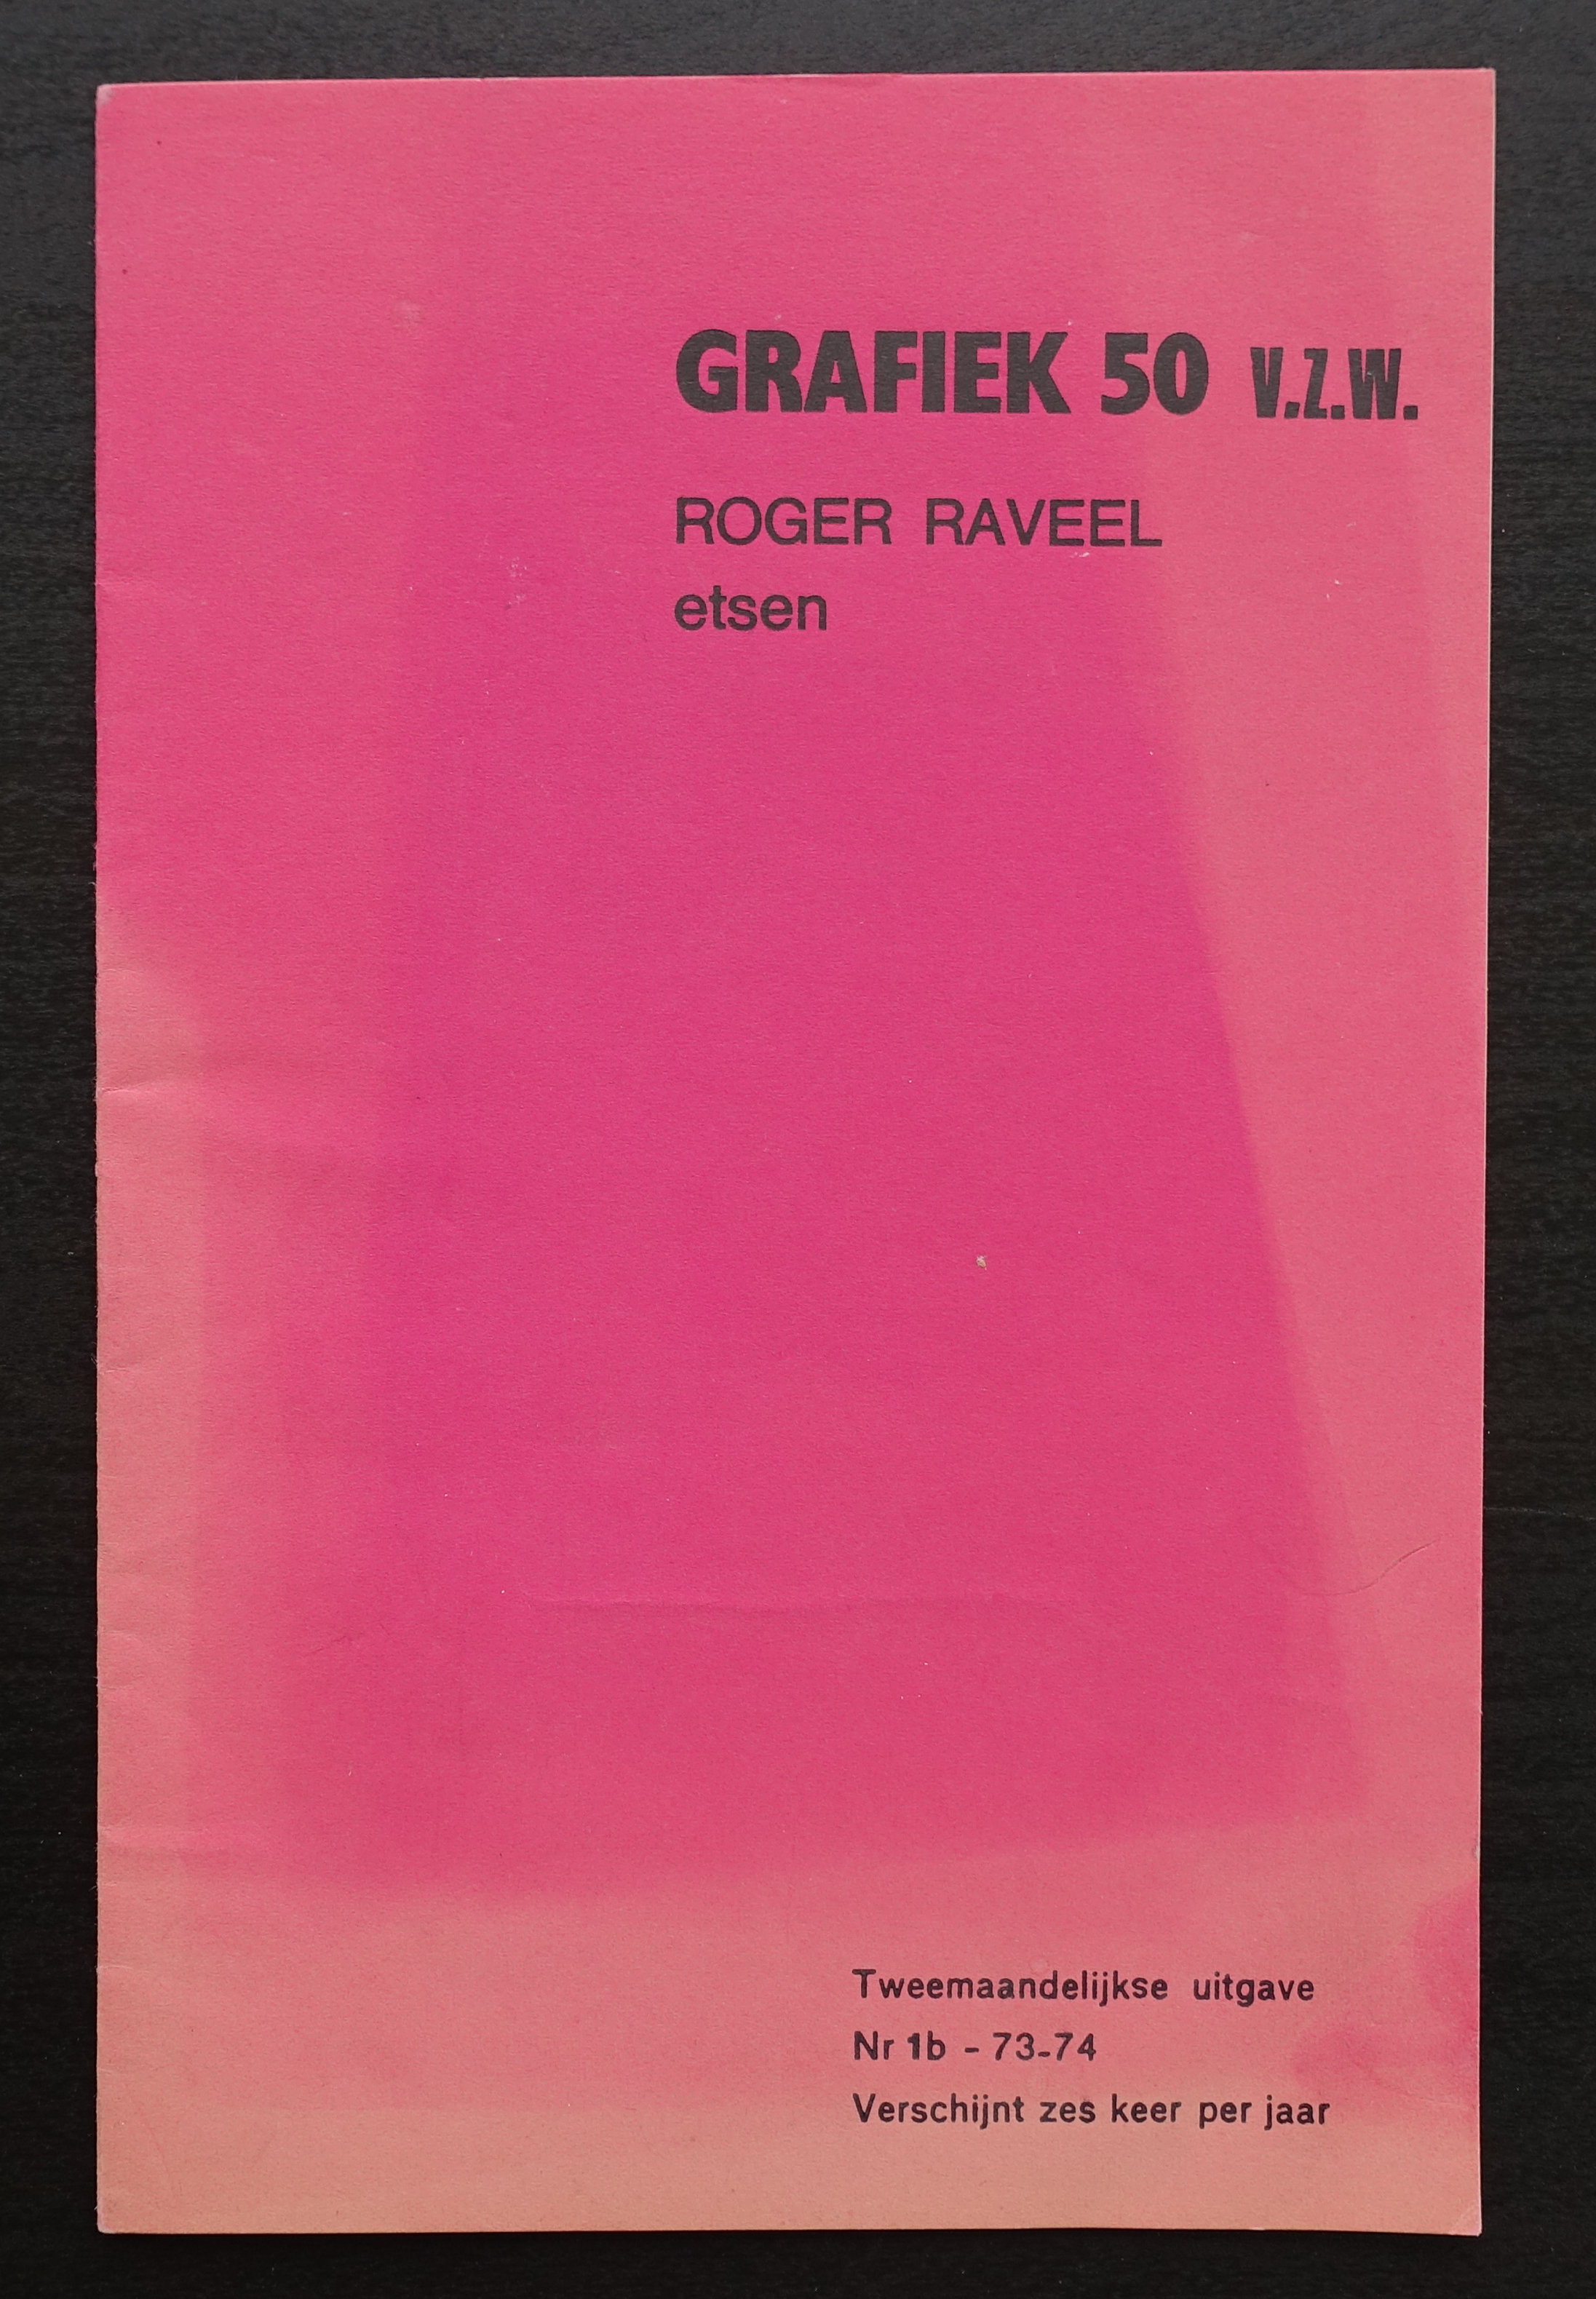 GRAFIEK 50 V.Z.W.
ROGER RAVEEL
etsen
Tweemaandelijkse uitgave
Nr 1b - 73-74
Verschijnt zes keer per jaar